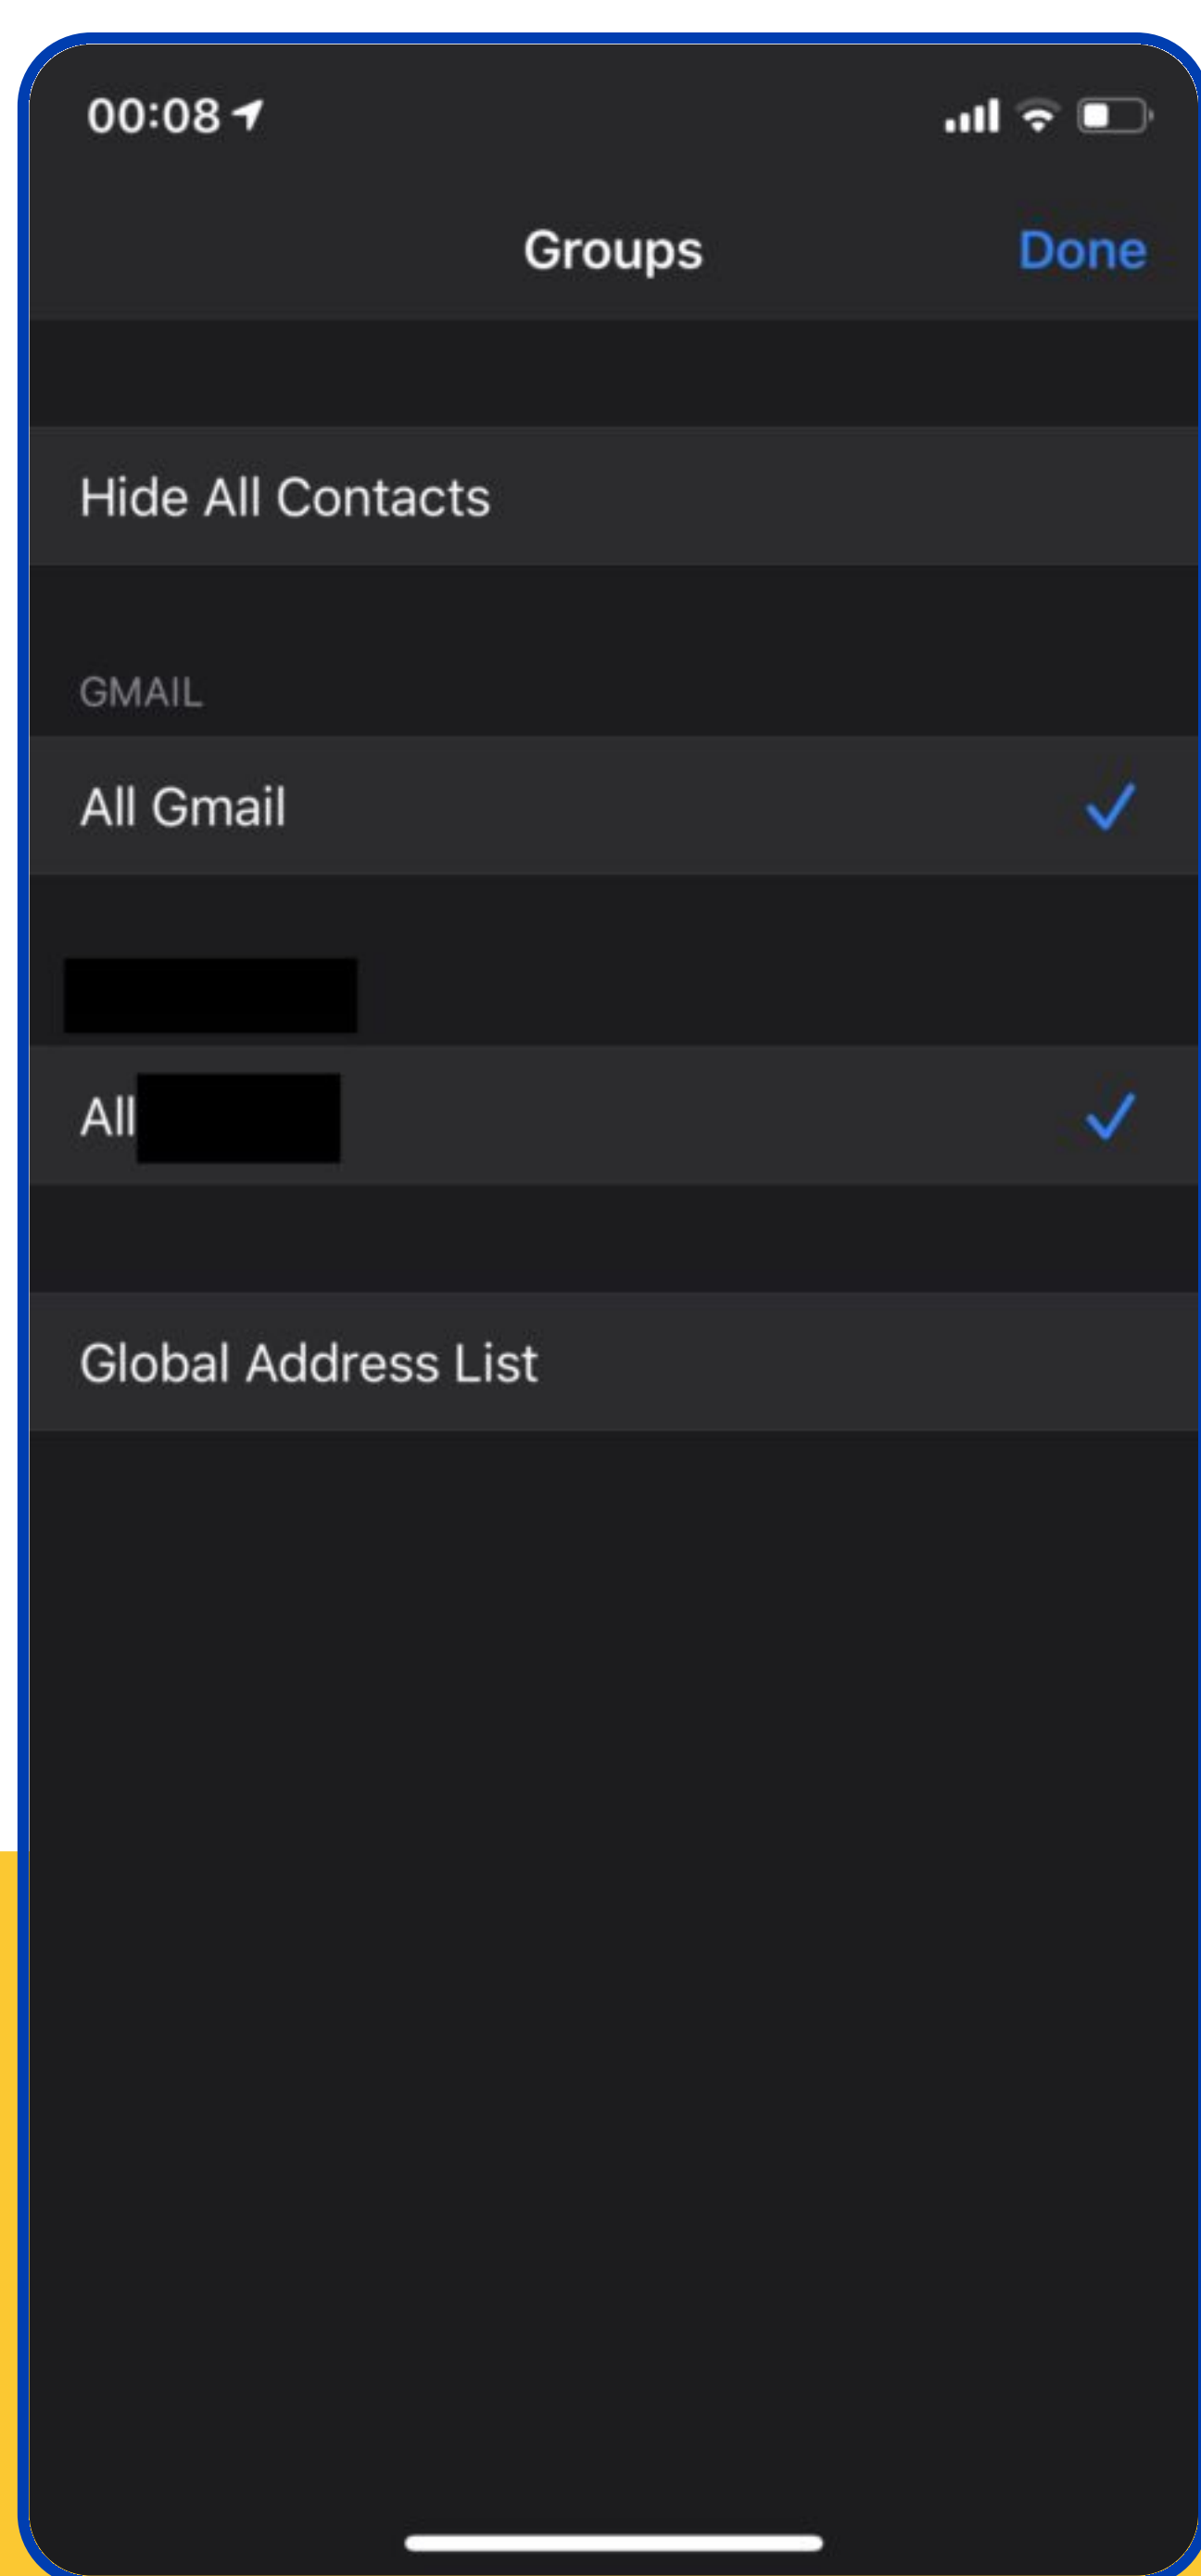 00:08
Groups
Done
Hide All Contacts
GMAIL
All Gmail
All
Global Address List